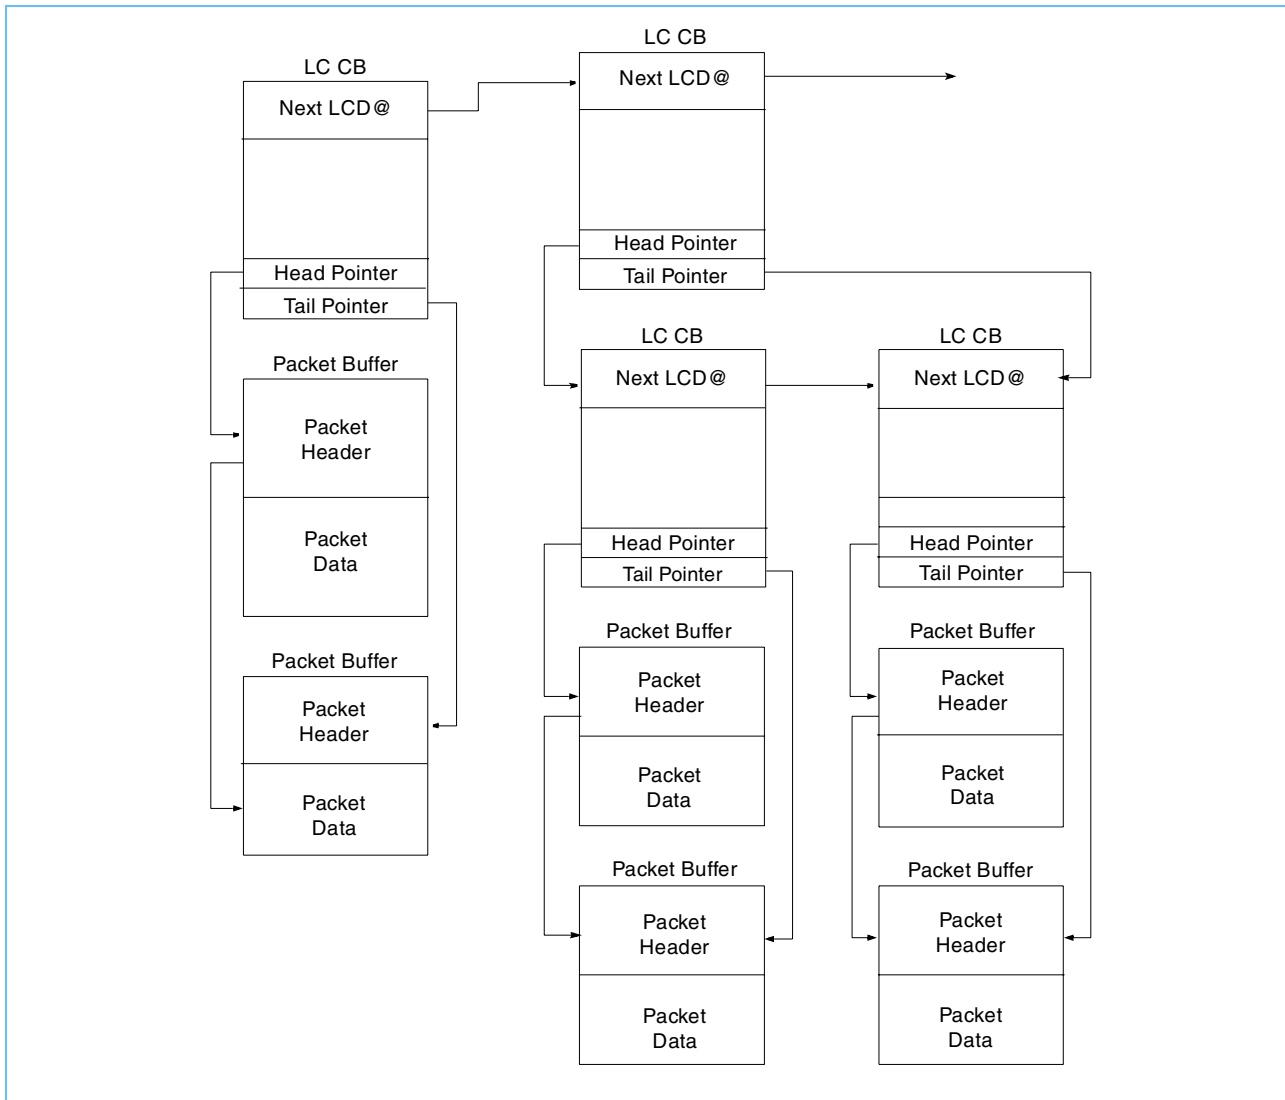 LC CB
Next LCD@
Head Pointer
Tail Pointer
Packet Buffer
Packet
Header
Packet
Data
Packet Buffer
Packet
Header
Packet
Data
LC CB
Next LCD@
Head Pointer
Tail Pointer
LC CB
Next LCD@
Head Pointer
Tail Pointer
Packet Buffer
Packet
Header
Packet
Data
Packet Buffer
Packet
Header
Packet
Data
LC CB
Next LCD@
Head Pointer
Tail Pointer
Packet Buffer
Packet
Header
Packet
Data
Packet Buffer
Packet
Header
Packet
Data